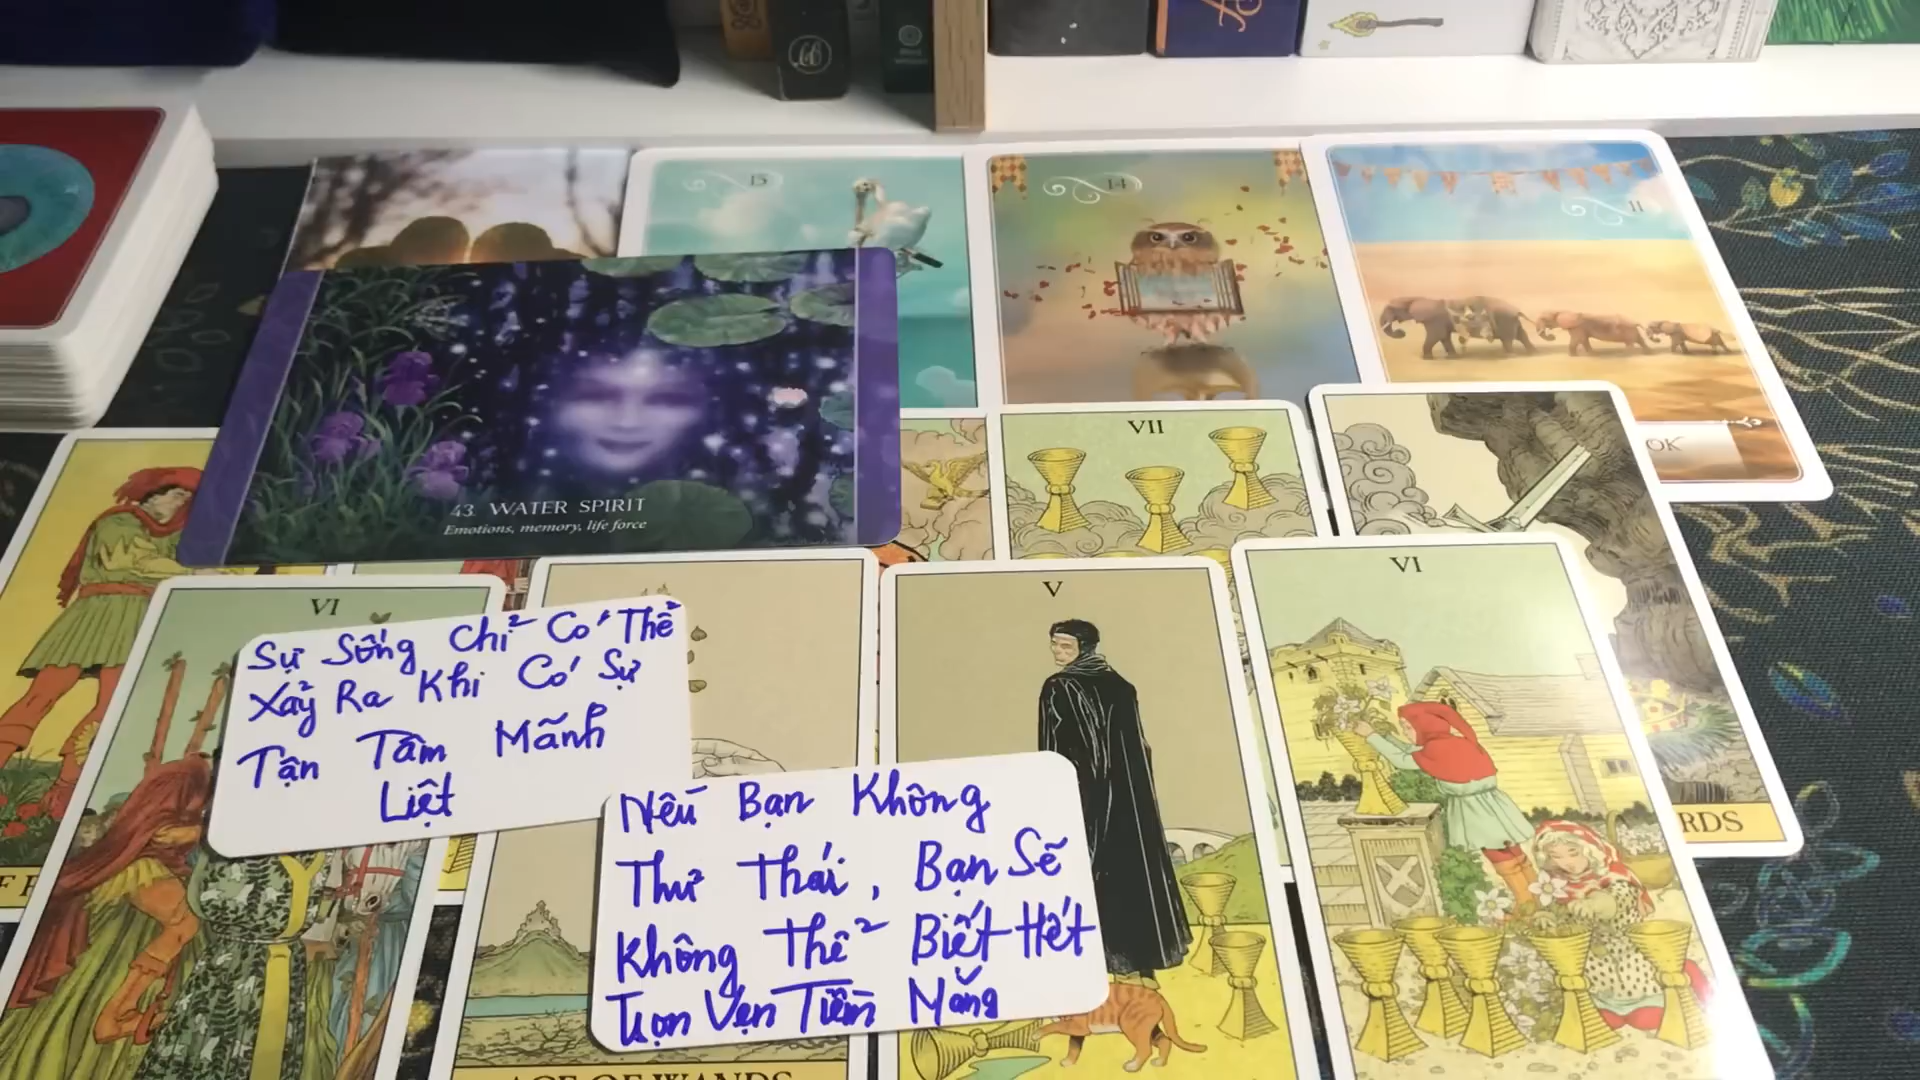 15
14
11
OK
VII
43. WATER SPIRIT
Emotions, memory, life force
VI
V
VI
RDS
Sự Sống Chỉ Có Thể
Xảy Ra Khi Có Sự
Tận Tâm Mãnh
Liệt
Nếu Bạn Không
Thư Thái, Bạn Sẽ
Không Thể Biết Hết
Trọn Vẹn Tiềm Năng
ACE OF WANDS